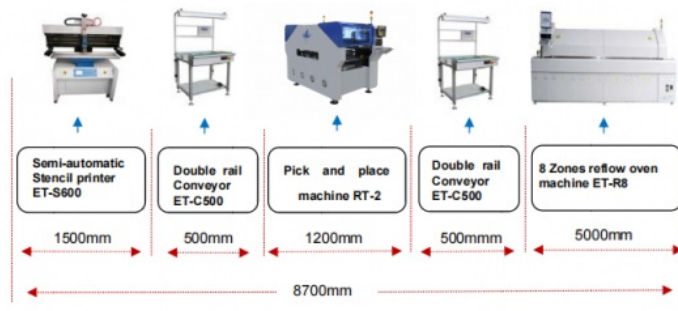 Semi-automatic
Stencil printer
ET-S600
Double rail
Conveyor
ET-C500
Pick and place
machine RT-2
Double rail
Conveyor
ET-C500
8 Zones reflow oven
machine ET-R8
1500mm
500mm
1200mm
500mmm
5000mm
8700mm